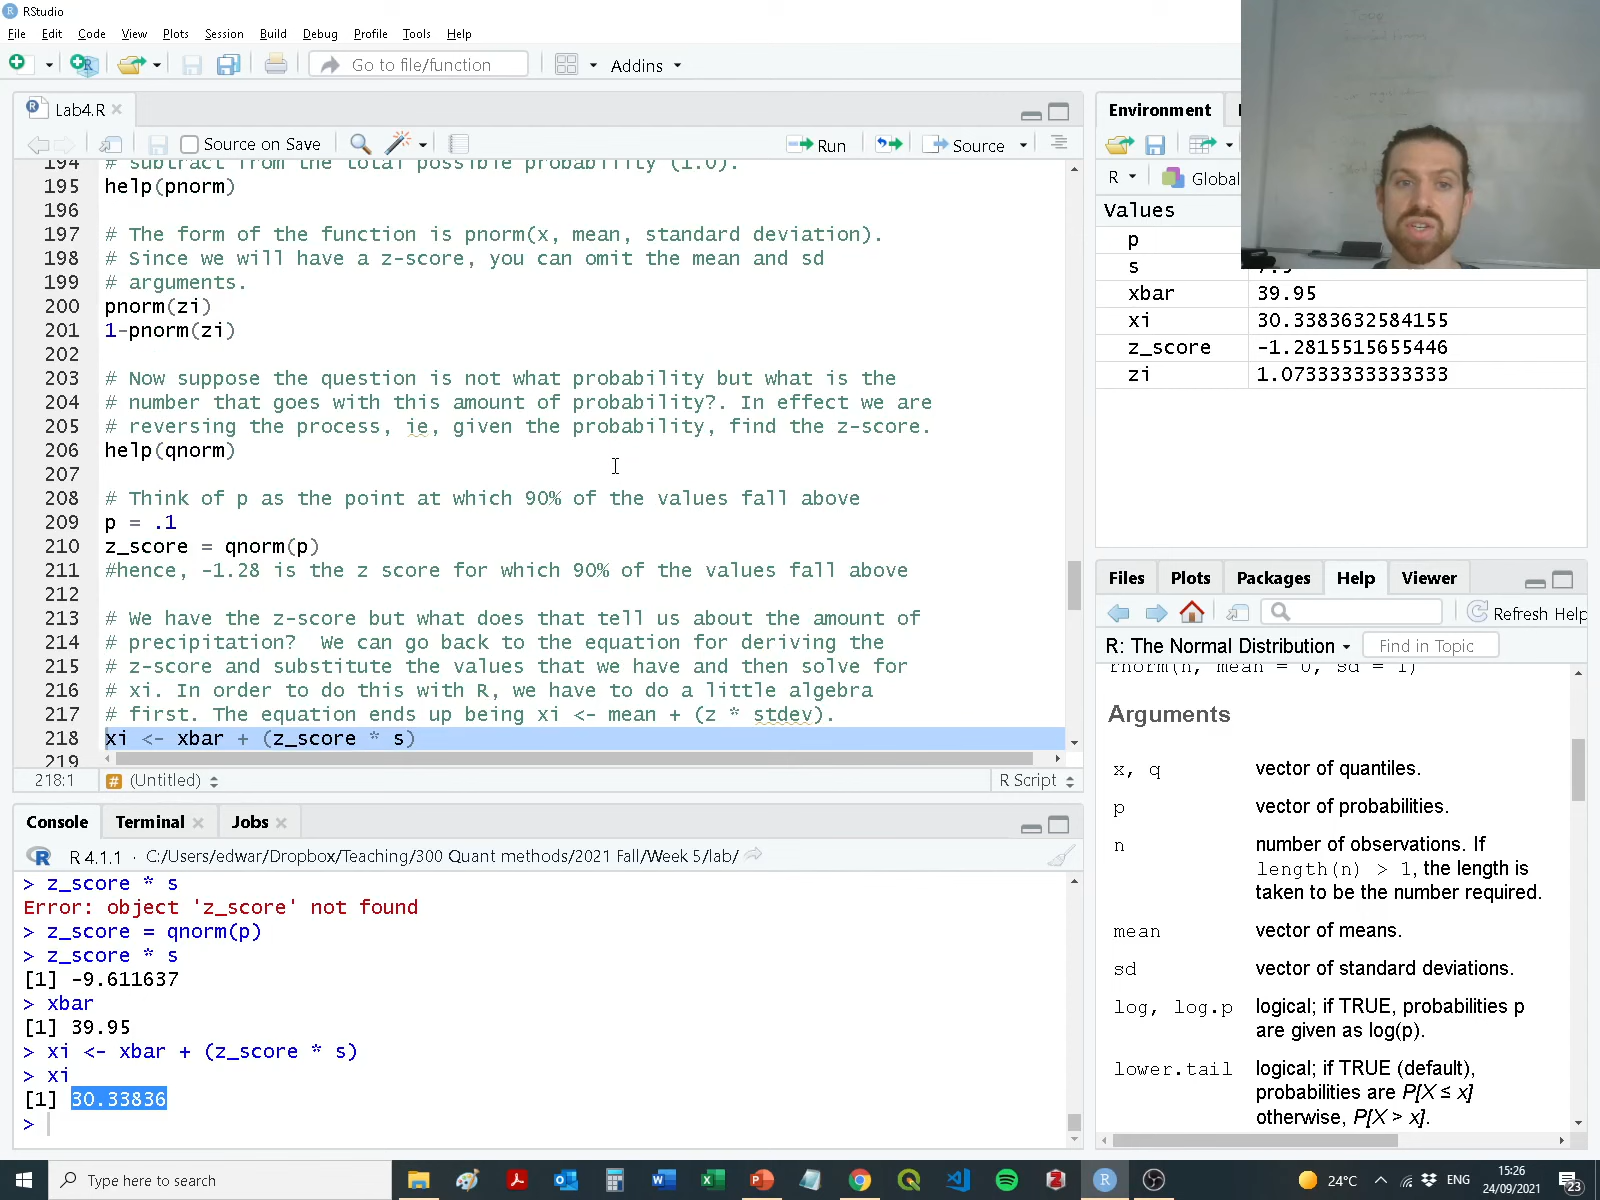 RStudio
File Edit Code View Plots Session Build Debug Profile Tools Help
Go to file/function Addins
Lab4.R
Source on Save Run Source
194 # subtract from the total possible probability (1.0).
195 help(pnorm)
196
197 # The form of the function is pnorm(x, mean, standard deviation).
198 # Since we will have a z-score, you can omit the mean and sd
199 # arguments.
200 pnorm(zi)
201 1-pnorm(zi)
202
203 # Now suppose the question is not what probability but what is the
204 # number that goes with this amount of probability?. In effect we are
205 # reversing the process, ie, given the probability, find the z-score.
206 help(qnorm)
207
208 # Think of p as the point at which 90% of the values fall above
209 p = .1
210 z_score = qnorm(p)
211 #hence, -1.28 is the z score for which 90% of the values fall above
212
213 # We have the z-score but what does that tell us about the amount of
214 # precipitation?  We can go back to the equation for deriving the
215 # z-score and substitute the values that we have and then solve for
216 # xi. In order to do this with R, we have to do a little algebra
217 # first. The equation ends up being xi <- mean + (z * stdev).
218 xi <- xbar + (z_score * s)
219
218:1 # (Untitled) R Script
Console Terminal Jobs
R 4.1.1 · C:/Users/edwar/Dropbox/Teaching/300 Quant methods/2021 Fall/Week 5/lab/
> z_score * s
Error: object 'z_score' not found
> z_score = qnorm(p)
> z_score * s
[1] -9.611637
> xbar
[1] 39.95
> xi <- xbar + (z_score * s)
> xi
[1] 30.33836
>
Environment
R Global
Values
p
s
xbar 39.95
xi 30.3383632584155
z_score -1.2815515655446
zi 1.07333333333333
Files Plots Packages Help Viewer
Refresh Help
R: The Normal Distribution Find in Topic
rnorm(n, mean = 0, sd = 1)
Arguments
x, q vector of quantiles.
p vector of probabilities.
n number of observations. If
length(n) > 1, the length is
taken to be the number required.
mean vector of means.
sd vector of standard deviations.
log, log.p logical; if TRUE, probabilities p
are given as log(p).
lower.tail logical; if TRUE (default),
probabilities are P[X ≤ x]
otherwise, P[X > x].
Type here to search
24°C ENG 15:26
24/09/2021 23